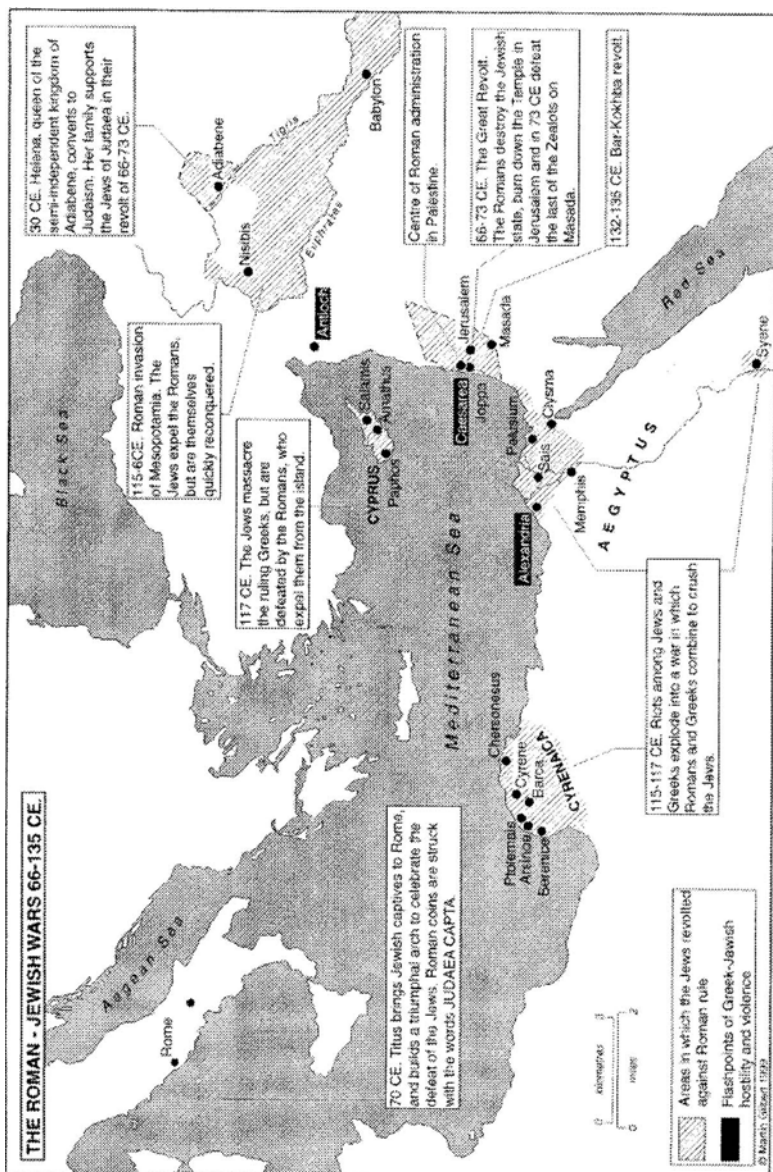 THE ROMAN - JEWISH WARS 66-135 CE.
Black Sea
Aegean Sea
Rome
Mediterranean Sea
Red Sea
30 CE. Helena, queen of the
semi-independent kingdom of
Adiabene, converts to
Judaism. Her family supports
the Jews of Judaea in their
revolt of 66-73 CE.
115-6CE. Roman invasion
of Mesopotamia. The
Jews expel the Romans,
but are themselves
quickly reconquered.
117 CE. The Jews massacre
the ruling Greeks, but are
defeated by the Romans, who
expel them from the island.
70 CE. Titus brings Jewish captives to Rome,
and builds a triumphal arch to celebrate the
defeat of the Jews. Roman coins are struck
with the words JUDAEA CAPTA.
Adiabene
Tigris
Nisibis
Euphrates
Babylon
Antioch
CYPRUS
Salamis
Amathus
Paphos
Centre of Roman administration
in Palestine.
66-73 CE. The Great Revolt.
The Romans destroy the Jewish
state, burn down the Temple in
Jerusalem and in 73 CE defeat
the last of the Zealots on
Masada.
132-135 CE. Bar-Kokhba revolt.
Caesarea
Jerusalem
Joppa
Masada
Pelusium
Clysma
Sais
Alexandria
Memphis
AEGYPTUS
Syene
Chersonesus
Cyrene
Barca
CYRENAICA
Ptolemais
Arsinoe
Berenice
115-117 CE. Riots among Jews and
Greeks explode into a war in which
Romans and Greeks combine to crush
the Jews.
0 kilometres 3
0 miles 2
Areas in which the Jews revolted
against Roman rule
Flashpoints of Greek-Jewish
hostility and violence
© Martin Gilbert 1999